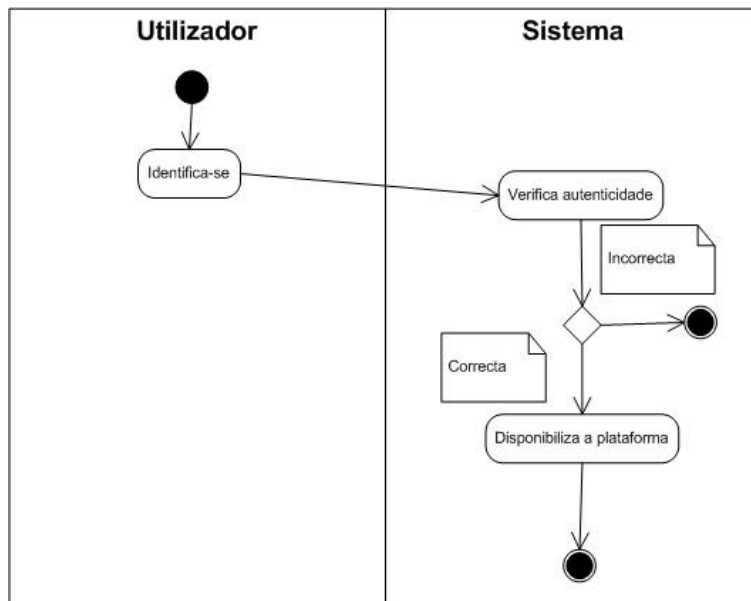 Utilizador
Sistema
Identifica-se
Verifica autenticidade
Incorrecta
Correcta
Disponibiliza a plataforma